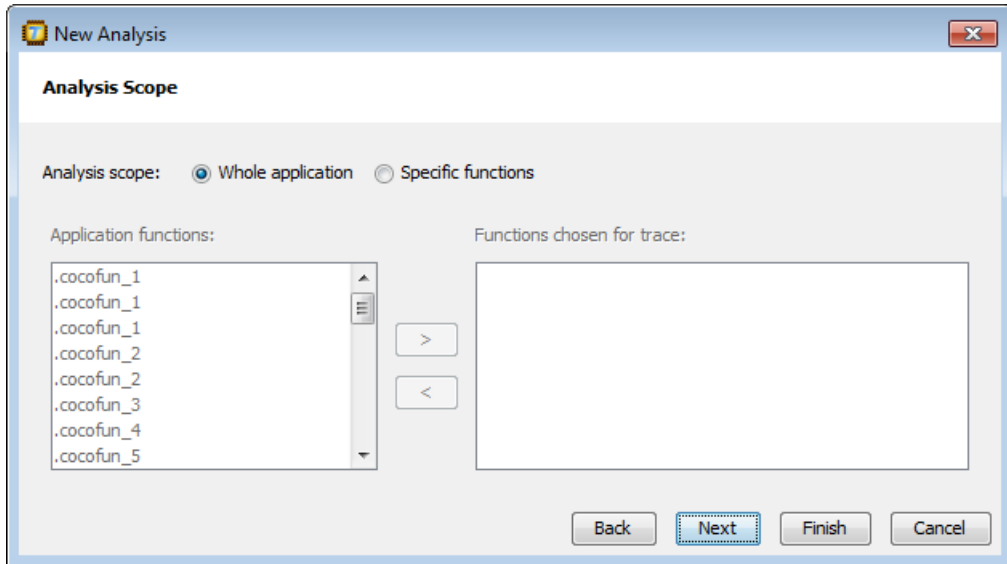 New Analysis
Analysis Scope
Analysis scope: Whole application Specific functions
Application functions: Functions chosen for trace:
.cocofun_1
.cocofun_1
.cocofun_1
.cocofun_2
.cocofun_2
.cocofun_3
.cocofun_4
.cocofun_5
>
<
Back Next Finish Cancel